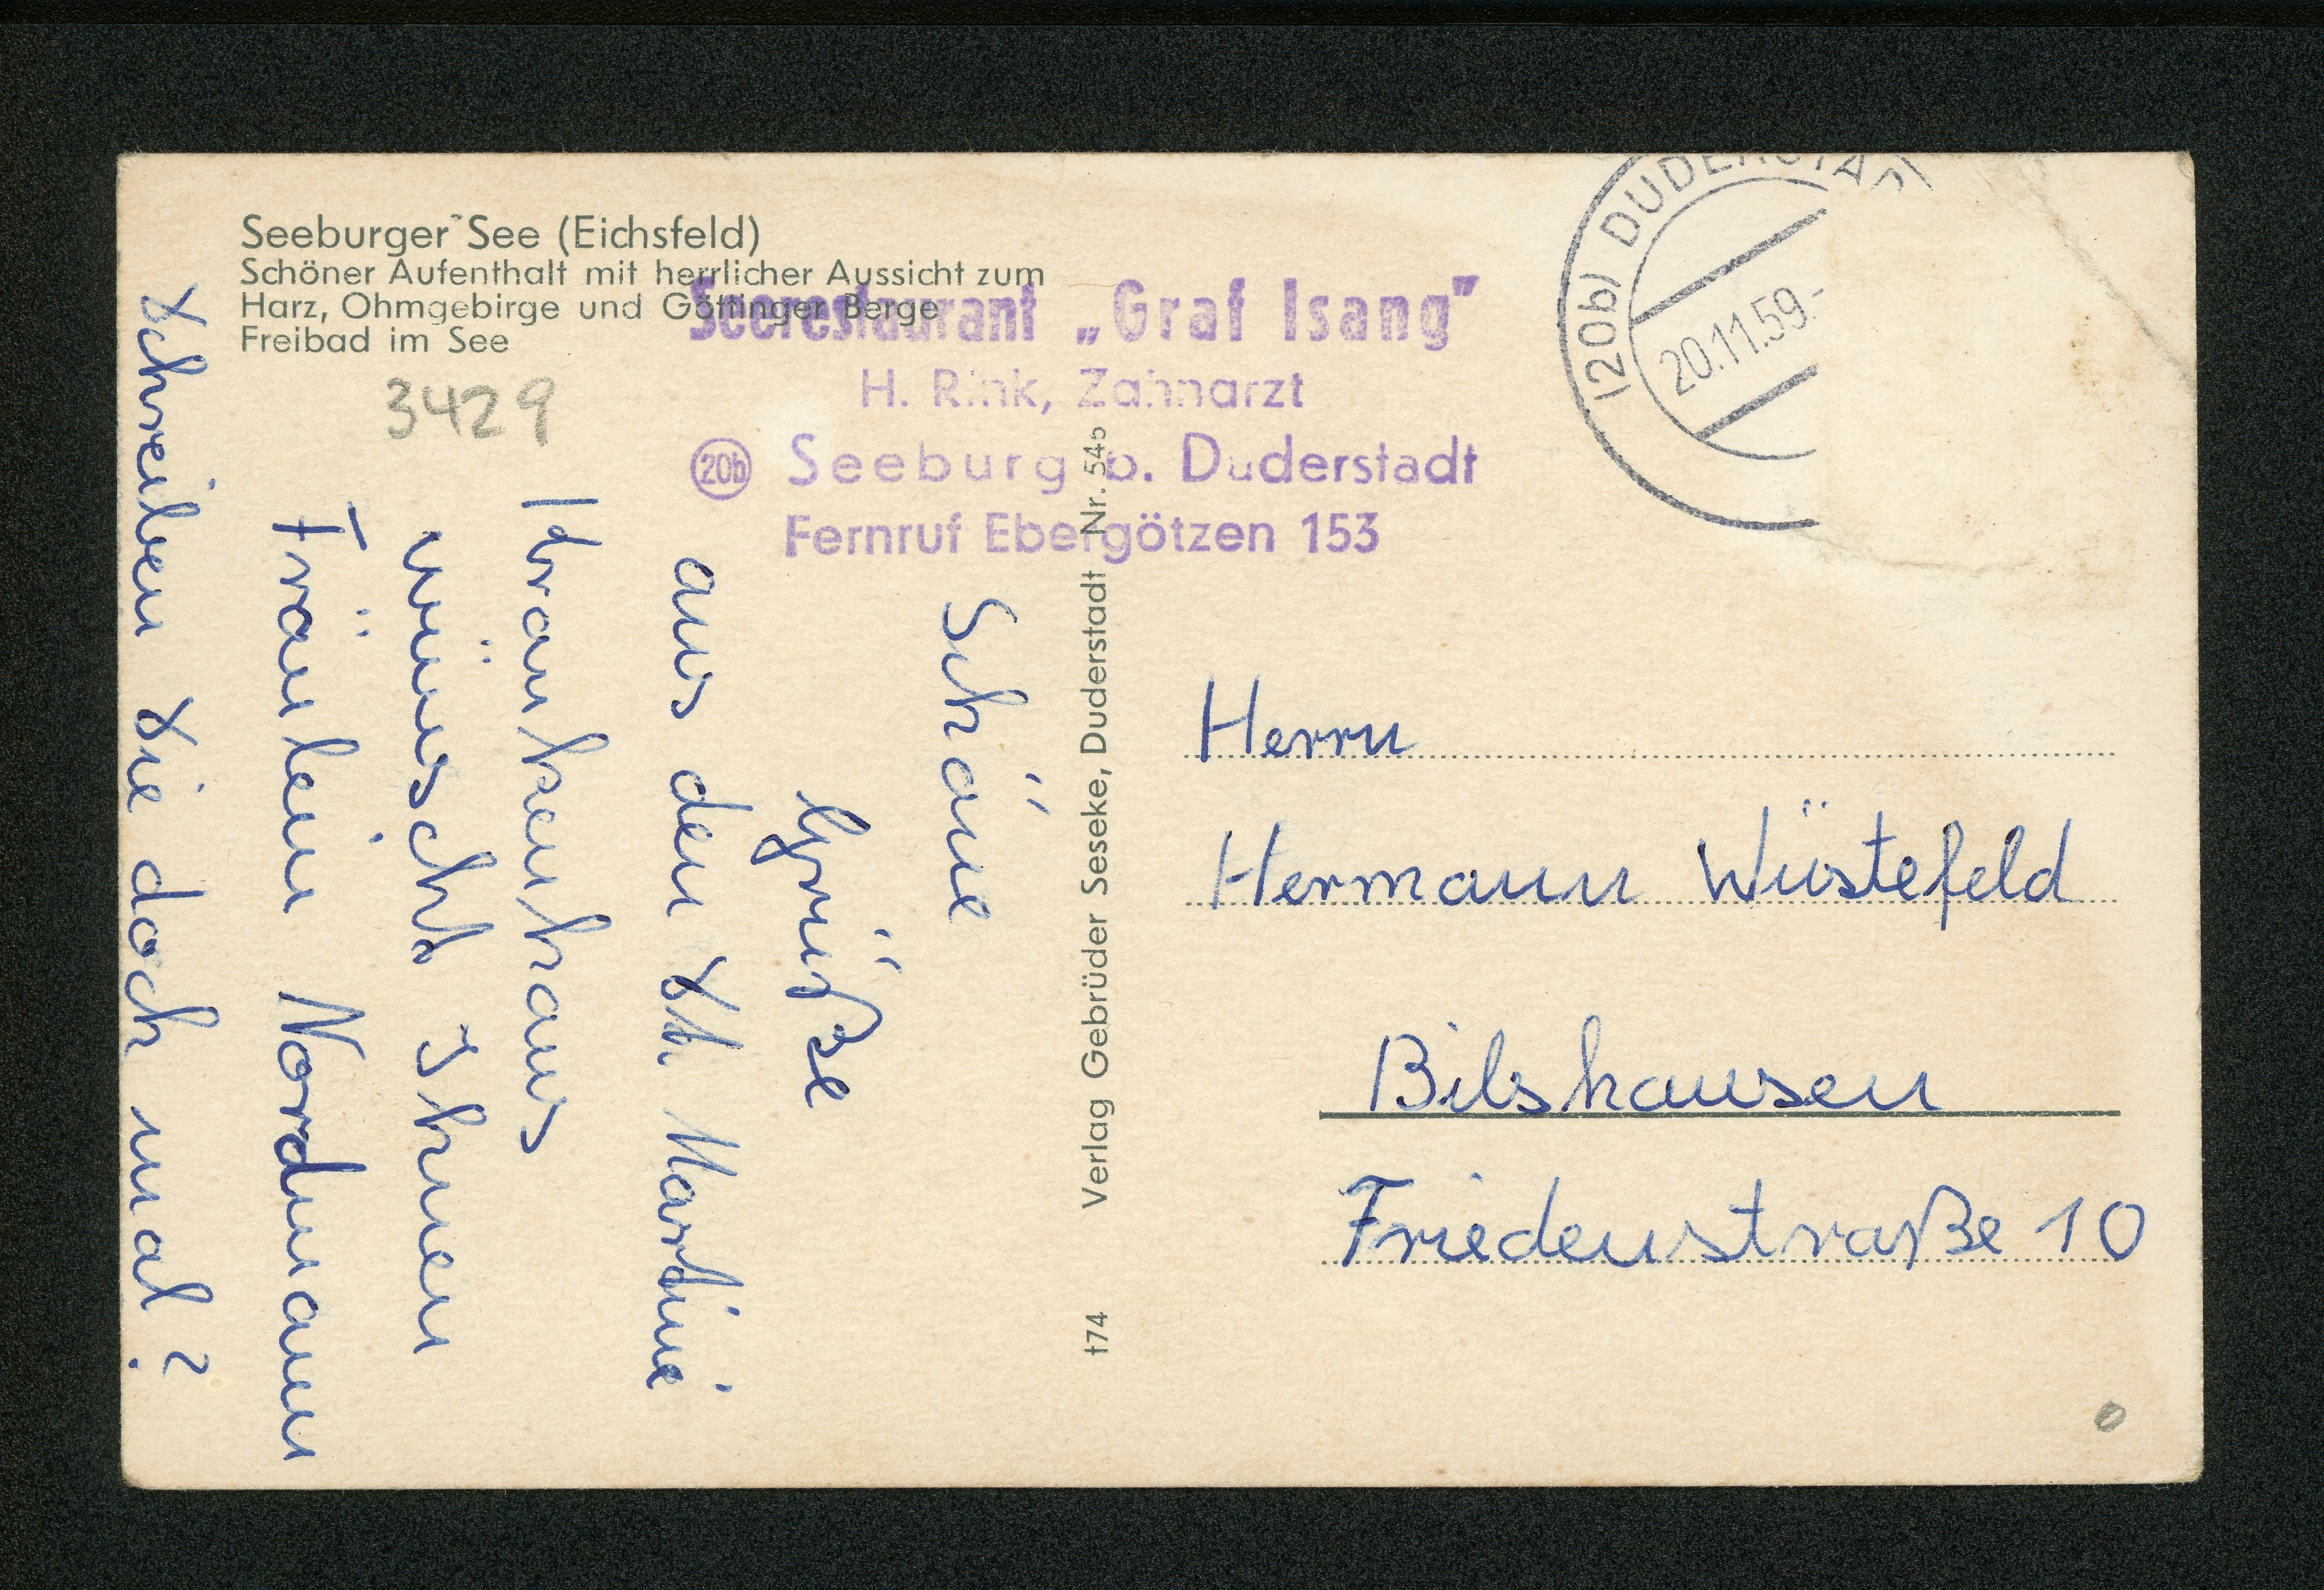 Seeburger See (Eichsfeld)
Schöner Aufenthalt mit herrlicher Aussicht zum
Harz, Ohmgebirge und Göttinger Berge
Freibad im See
3429
Seerestaurant „Graf Isang"
H. Rink, Zahnarzt
20b Seeburg b. Duderstadt
Fernruf Ebergötzen 153
(20b) DUDERSTADT
20.11.59.-
Schöne
Grüße
aus den St. Martini
Krankenhaus
wünscht Ihnen
Fräulein Nordmann
Schreiben Sie doch mal?
Verlag Gebrüder Seseke, Duderstadt Nr. 545
t74
Herrn
Hermann Wüstefeld
Bilshausen
Friedenstraße 10